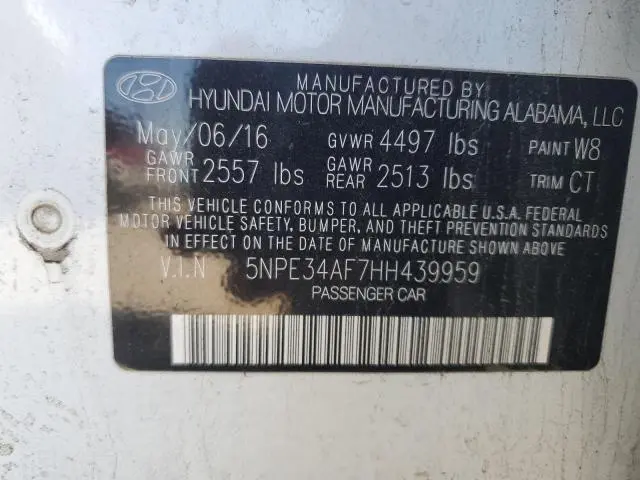 MANUFACTURED BY
HYUNDAI MOTOR MANUFACTURING ALABAMA, LLC
May/06/16 GVWR 4497 lbs PAINT W8
GAWR FRONT 2557 lbs GAWR REAR 2513 lbs TRIM CT
THIS VEHICLE CONFORMS TO ALL APPLICABLE U.S.A. FEDERAL
MOTOR VEHICLE SAFETY, BUMPER, AND THEFT PREVENTION STANDARDS
IN EFFECT ON THE DATE OF MANUFACTURE SHOWN ABOVE.
V.I.N 5NPE34AF7HH439959
PASSENGER CAR